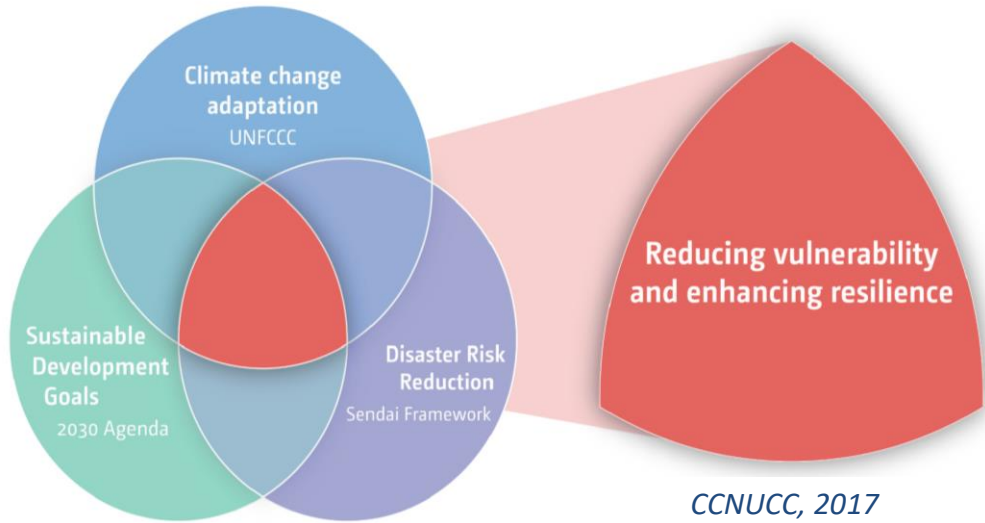 Climate change
adaptation
UNFCCC
Sustainable
Development
Goals
2030 Agenda
Disaster Risk
Reduction
Sendai Framework
Reducing vulnerability
and enhancing resilience
CCNUCC, 2017